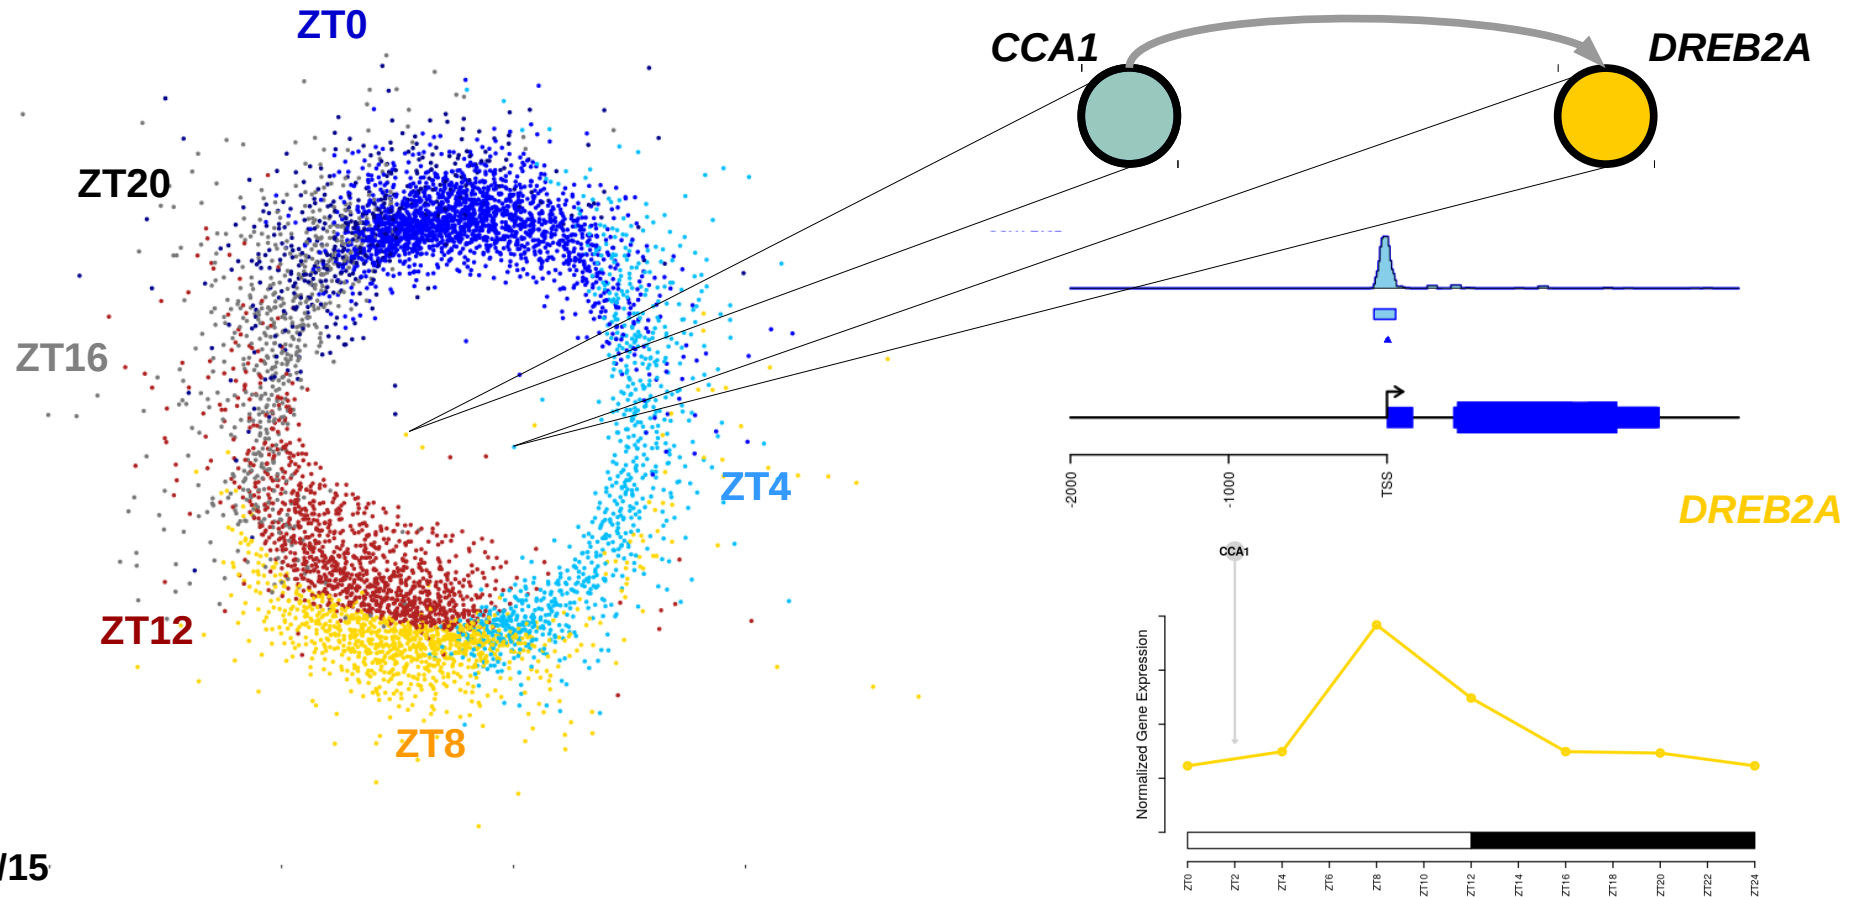 ZT0
CCA1
DREB2A
ZT20
ZT16
ZT4
-2000
-1000
TSS
DREB2A
CCA1
ZT12
ZT8
Normalized Gene Expression
/15
ZT0
ZT2
ZT4
ZT6
ZT8
ZT10
ZT12
ZT14
ZT16
ZT18
ZT20
ZT22
ZT24